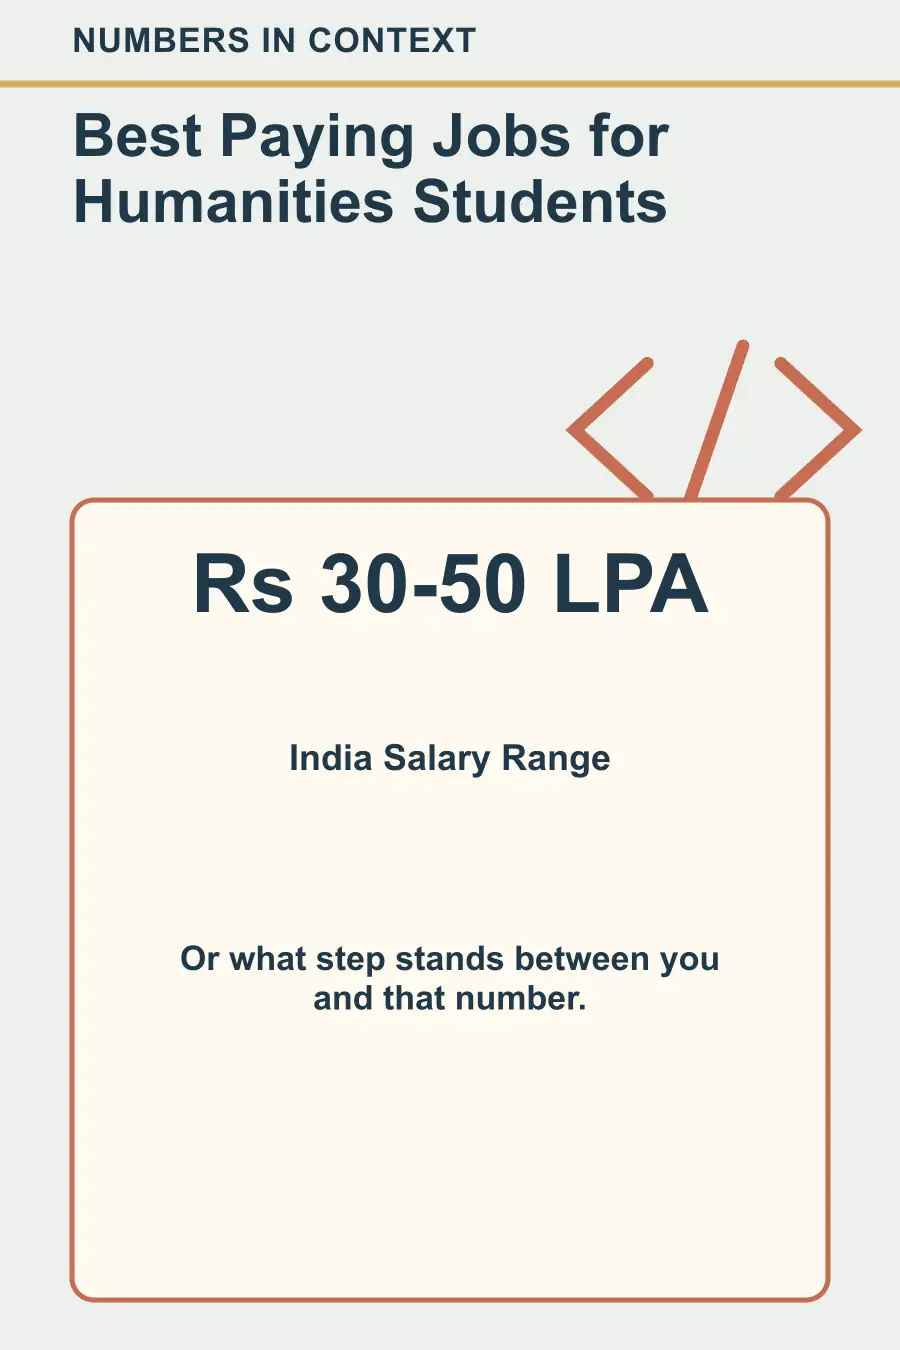 NUMBERS IN CONTEXT
Best Paying Jobs for
Humanities Students
Rs 30-50 LPA
India Salary Range
Or what step stands between you
and that number.